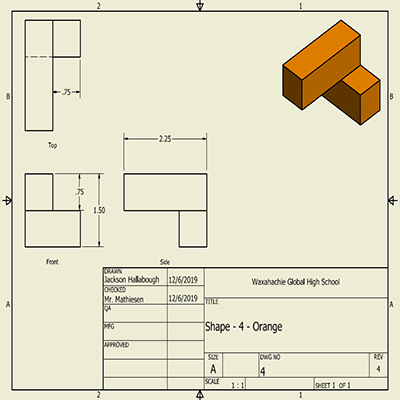 2 1
B B
.75
Top
2.25
.75
1.50
Front Side
A A
DRAWN
Jackson Hallabough 12/6/2019
CHECKED
Mr. Mathiesen 12/6/2019
QA
MFG
APPROVED
Waxahachie Global High School
TITLE
Shape - 4 - Orange
SIZE
A
DWG NO
4
REV
4
SCALE
1 : 1
SHEET 1 OF 1
2 1